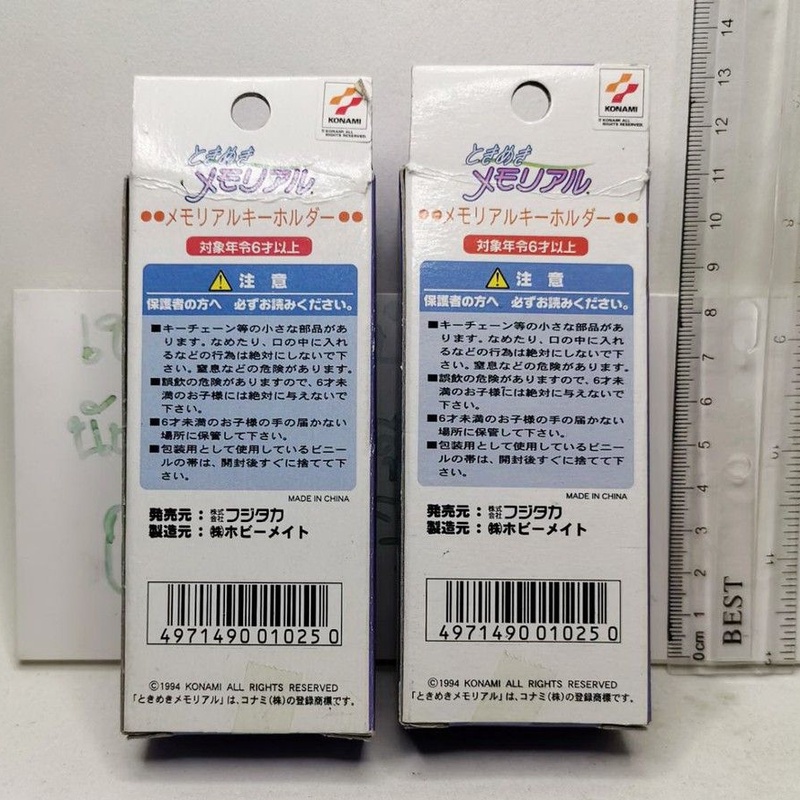 KONAMI
© KONAMI ALL
RIGHTS RESERVED.
ときめき
メモリアル
●●メモリアルキーホルダー●●
対象年令6才以上
注 意
保護者の方へ 必ずお読みください。
■キーチェーン等の小さな部品があ
ります。なめたり、口の中に入れ
るなどの行為は絶対にしないで下
さい。窒息などの危険があります。
■誤飲の危険がありますので、6才未
満のお子様には絶対に与えないで
下さい。
■6才未満のお子様の手の届かない
場所に保管して下さい。
■包装用として使用しているビニー
ルの帯は、開封後すぐに捨てて下
さい。
MADE IN CHINA
発売元:株式会社フジタカ
製造元:㈱ホビーメイト
4971490 01025 0
©1994 KONAMI ALL RIGHTS RESERVED
「ときめきメモリアル」は、コナミ(株)の登録商標です。
KONAMI
© KONAMI ALL
RIGHTS RESERVED.
ときめき
メモリアル
●●メモリアルキーホルダー●●
対象年令6才以上
注 意
保護者の方へ 必ずお読みください。
■キーチェーン等の小さな部品があ
ります。なめたり、口の中に入れ
るなどの行為は絶対にしないで下
さい。窒息などの危険があります。
■誤飲の危険がありますので、6才未
満のお子様には絶対に与えないで
下さい。
■6才未満のお子様の手の届かない
場所に保管して下さい。
■包装用として使用しているビニー
ルの帯は、開封後すぐに捨てて下
さい。
MADE IN CHINA
発売元:株式会社フジタカ
製造元:㈱ホビーメイト
4971490 01025 0
©1994 KONAMI ALL RIGHTS RESERVED
「ときめきメモリアル」は、コナミ(株)の登録商標です。
0cm 1 2 3 4 5 6 7 8 9 10 11 12 13 14
BEST